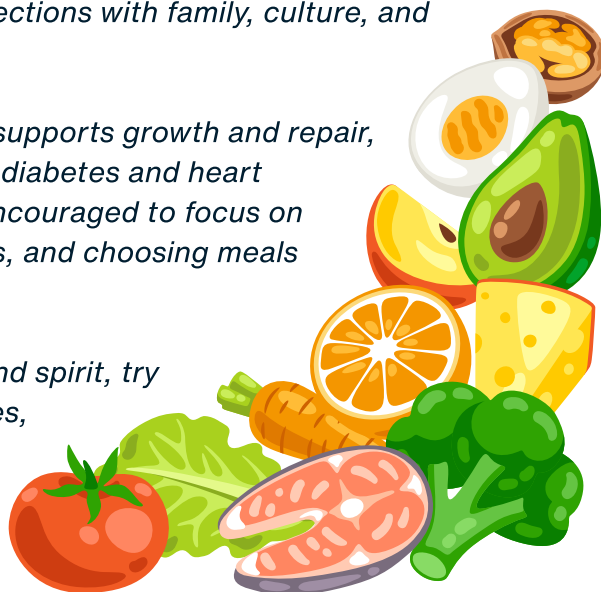 ections with family, culture, and
supports growth and repair,
diabetes and heart
ncouraged to focus on
s, and choosing meals
nd spirit, try
es,